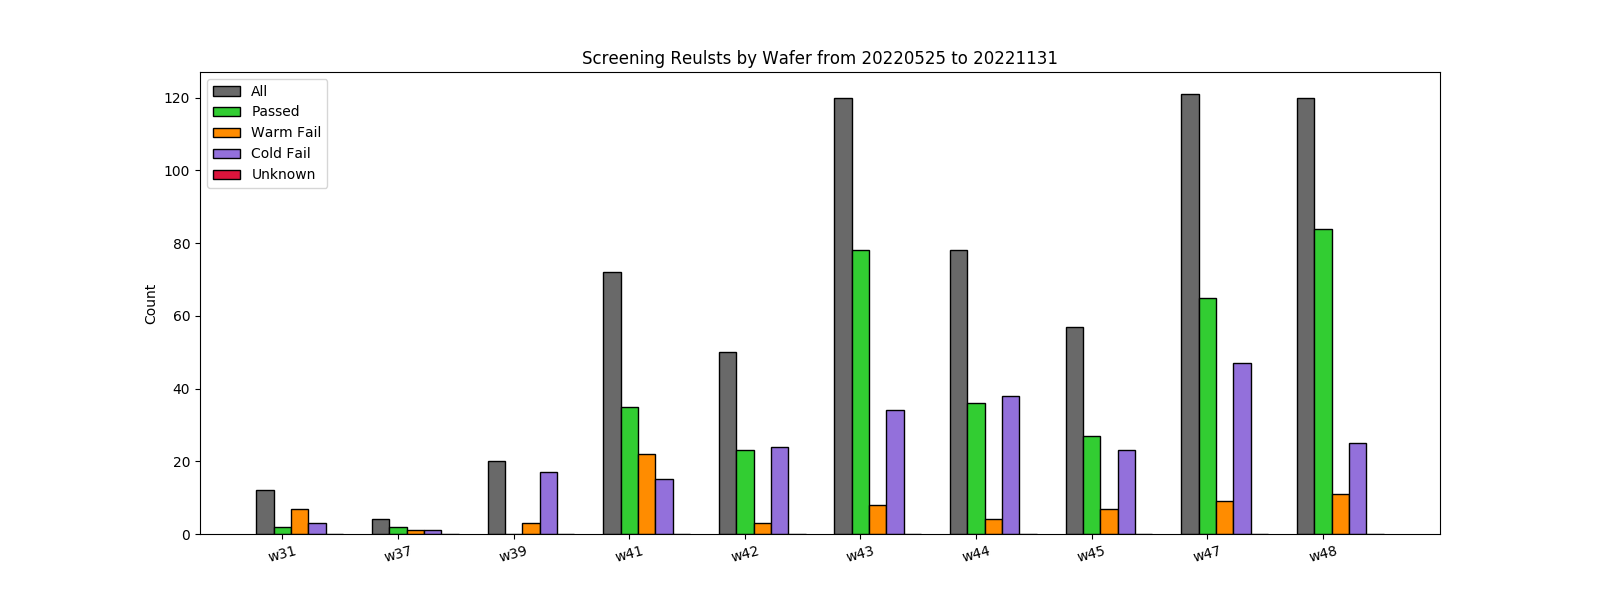 Screening Reulsts by Wafer from 20220525 to 20221131
All
Passed
Warm Fail
Cold Fail
Unknown
Count
120
100
80
60
40
20
0
w31 w37 w39 w41 w42 w43 w44 w45 w47 w48